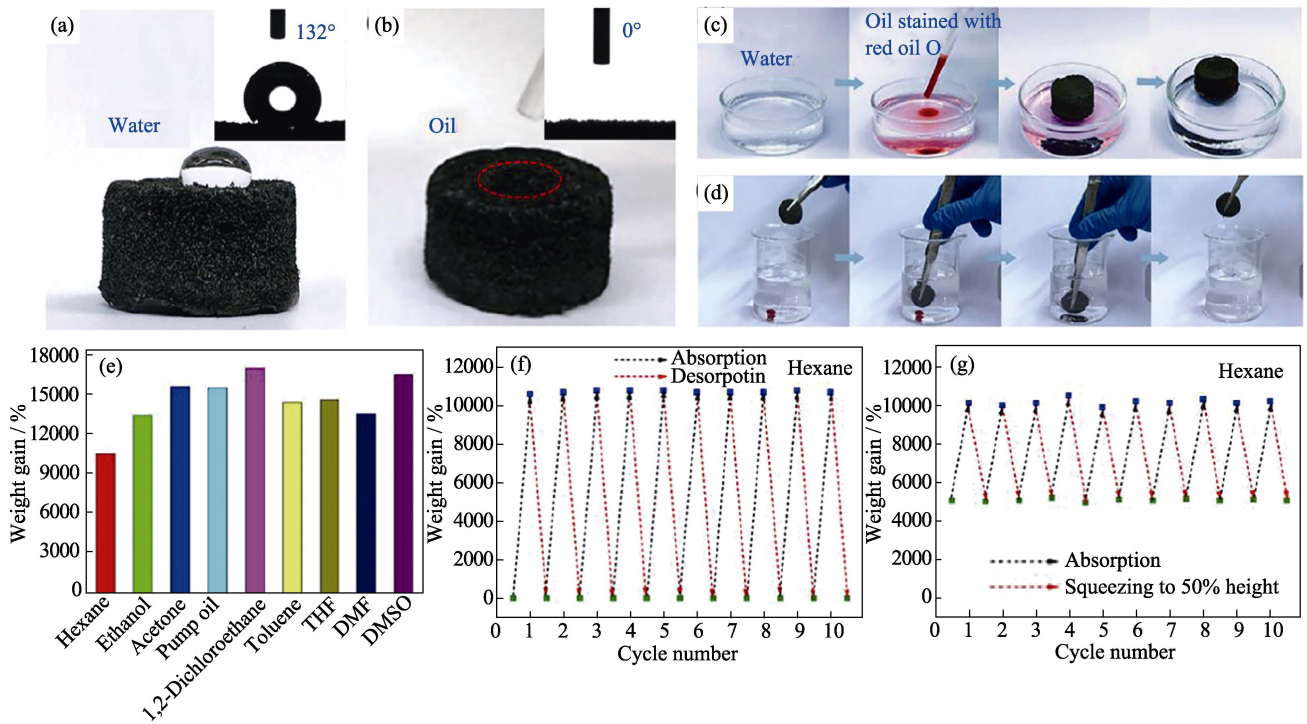 (a)
132°
Water
(b)
0°
Oil
(c)
Water
Oil stained with
red oil O
(d)
(e)
Weight gain / %
18000
15000
12000
9000
6000
3000
0
Hexane
Ethanol
Acetone
Pump oil
1,2-Dichloroethane
Toluene
THF
DMF
DMSO
(f)
Absorption
Desorpotin
Hexane
Weight gain / %
12000
10000
8000
6000
4000
2000
0
0 1 2 3 4 5 6 7 8 9 10
Cycle number
(g)
Hexane
Weight gain / %
12000
10000
8000
6000
4000
2000
0
0 1 2 3 4 5 6 7 8 9 10
Absorption
Squeezing to 50% height
Cycle number